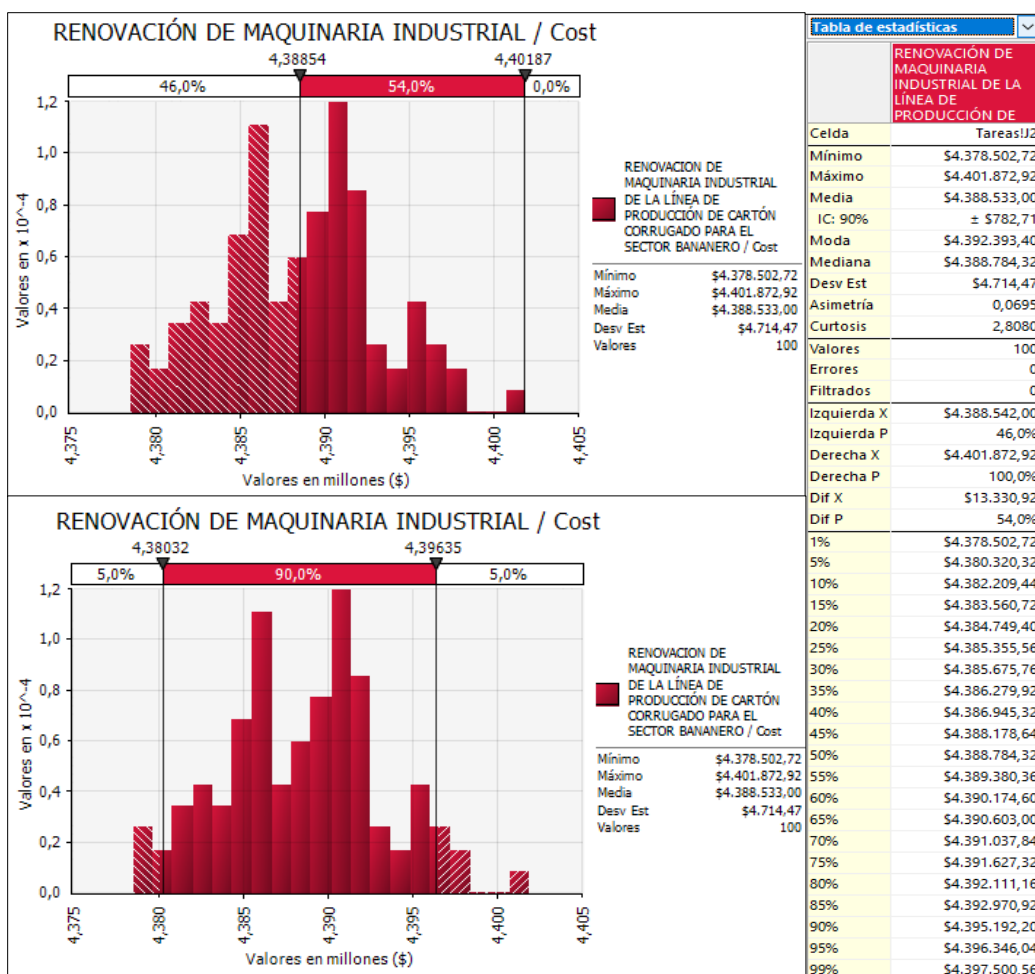 RENOVACIÓN DE MAQUINARIA INDUSTRIAL / Cost
4,38854 4,40187
46,0% 54,0% 0,0%
1,2
1,0
0,8
0,6
0,4
0,2
0,0
Valores en x 10^-4
4,375 4,380 4,385 4,390 4,395 4,400 4,405
Valores en millones ($)
RENOVACION DE
MAQUINARIA INDUSTRIAL
DE LA LÍNEA DE
PRODUCCIÓN DE CARTÓN
CORRUGADO PARA EL
SECTOR BANANERO / Cost
Mínimo $4.378.502,72
Máximo $4.401.872,92
Media $4.388.533,00
Desv Est $4.714,47
Valores 100
RENOVACIÓN DE MAQUINARIA INDUSTRIAL / Cost
4,38032 4,39635
5,0% 90,0% 5,0%
1,2
1,0
0,8
0,6
0,4
0,2
0,0
Valores en x 10^-4
4,375 4,380 4,385 4,390 4,395 4,400 4,405
Valores en millones ($)
RENOVACION DE
MAQUINARIA INDUSTRIAL
DE LA LÍNEA DE
PRODUCCIÓN DE CARTÓN
CORRUGADO PARA EL
SECTOR BANANERO / Cost
Mínimo $4.378.502,72
Máximo $4.401.872,92
Media $4.388.533,00
Desv Est $4.714,47
Valores 100
Tabla de estadísticas
RENOVACIÓN DE
MAQUINARIA
INDUSTRIAL DE LA
LÍNEA DE
PRODUCCIÓN DE
Celda Tareas!J2
Mínimo $4.378.502,72
Máximo $4.401.872,92
Media $4.388.533,00
IC: 90% ± $782,71
Moda $4.392.393,40
Mediana $4.388.784,32
Desv Est $4.714,47
Asimetría 0,0695
Curtosis 2,8080
Valores 100
Errores 0
Filtrados 0
Izquierda X $4.388.542,00
Izquierda P 46,0%
Derecha X $4.401.872,92
Derecha P 100,0%
Dif X $13.330,92
Dif P 54,0%
1% $4.378.502,72
5% $4.380.320,32
10% $4.382.209,44
15% $4.383.560,72
20% $4.384.749,40
25% $4.385.355,56
30% $4.385.675,76
35% $4.386.279,92
40% $4.386.945,32
45% $4.388.178,64
50% $4.388.784,32
55% $4.389.380,36
60% $4.390.174,60
65% $4.390.603,00
70% $4.391.037,84
75% $4.391.627,32
80% $4.392.111,16
85% $4.392.970,92
90% $4.395.192,20
95% $4.396.346,04
99% $4.397.500,56